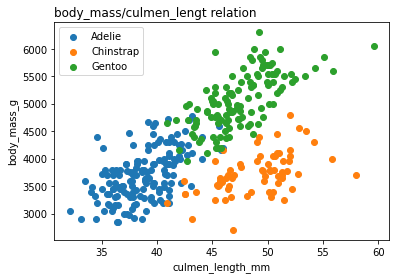 body_mass/culmen_lengt relation
Adelie
Chinstrap
Gentoo
6000
5500
5000
4500
4000
3500
3000
body_mass_g
35 40 45 50 55 60
culmen_length_mm